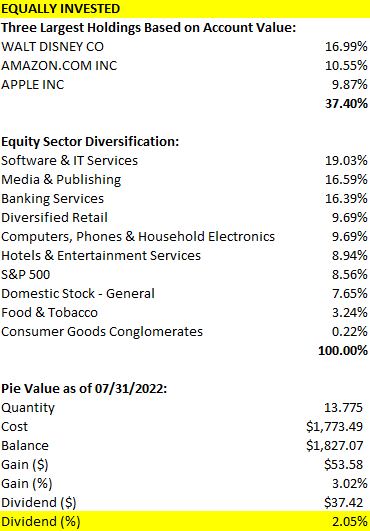 EQUALLY INVESTED
Three Largest Holdings Based on Account Value:
WALT DISNEY CO 16.99%
AMAZON.COM INC 10.55%
APPLE INC 9.87%
37.40%
Equity Sector Diversification:
Software & IT Services 19.03%
Media & Publishing 16.59%
Banking Services 16.39%
Diversified Retail 9.69%
Computers, Phones & Household Electronics 9.69%
Hotels & Entertainment Services 8.94%
S&P 500 8.56%
Domestic Stock - General 7.65%
Food & Tobacco 3.24%
Consumer Goods Conglomerates 0.22%
100.00%
Pie Value as of 07/31/2022:
Quantity 13.775
Cost $1,773.49
Balance $1,827.07
Gain ($) $53.58
Gain (%) 3.02%
Dividend ($) $37.42
Dividend (%) 2.05%